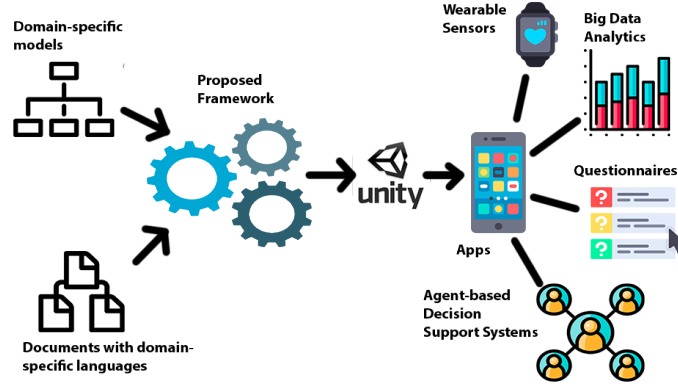 Domain-specific
models
Proposed
Framework
Documents with domain-
specific languages
unity
Apps
Wearable
Sensors
Big Data
Analytics
Questionnaires
?
?
?
Agent-based
Decision
Support Systems